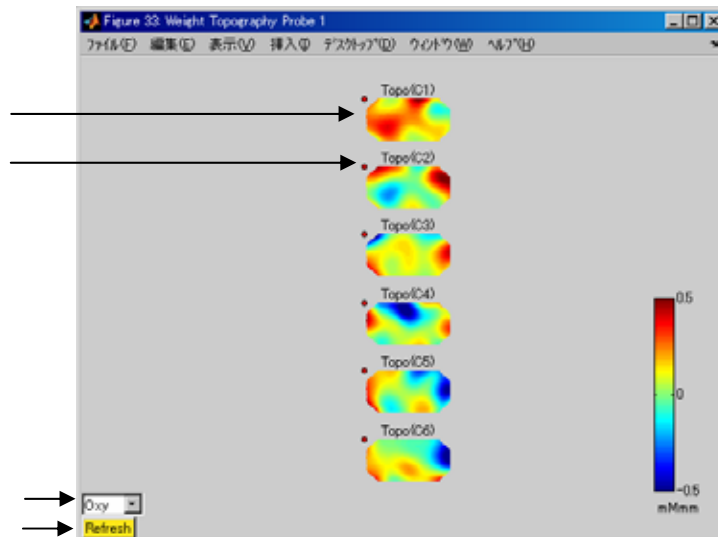 Figure 33: Weight Topography Probe 1
ファイル(F) 編集(E) 表示(V) 挿入(I) デスクトップ(D) ウィンドウ(W) ヘルプ(H)
Topo(C1)
Topo(C2)
Topo(C3)
Topo(C4)
Topo(C5)
Topo(C6)
0.5
0
-0.5
mMmm
Oxy
Refresh